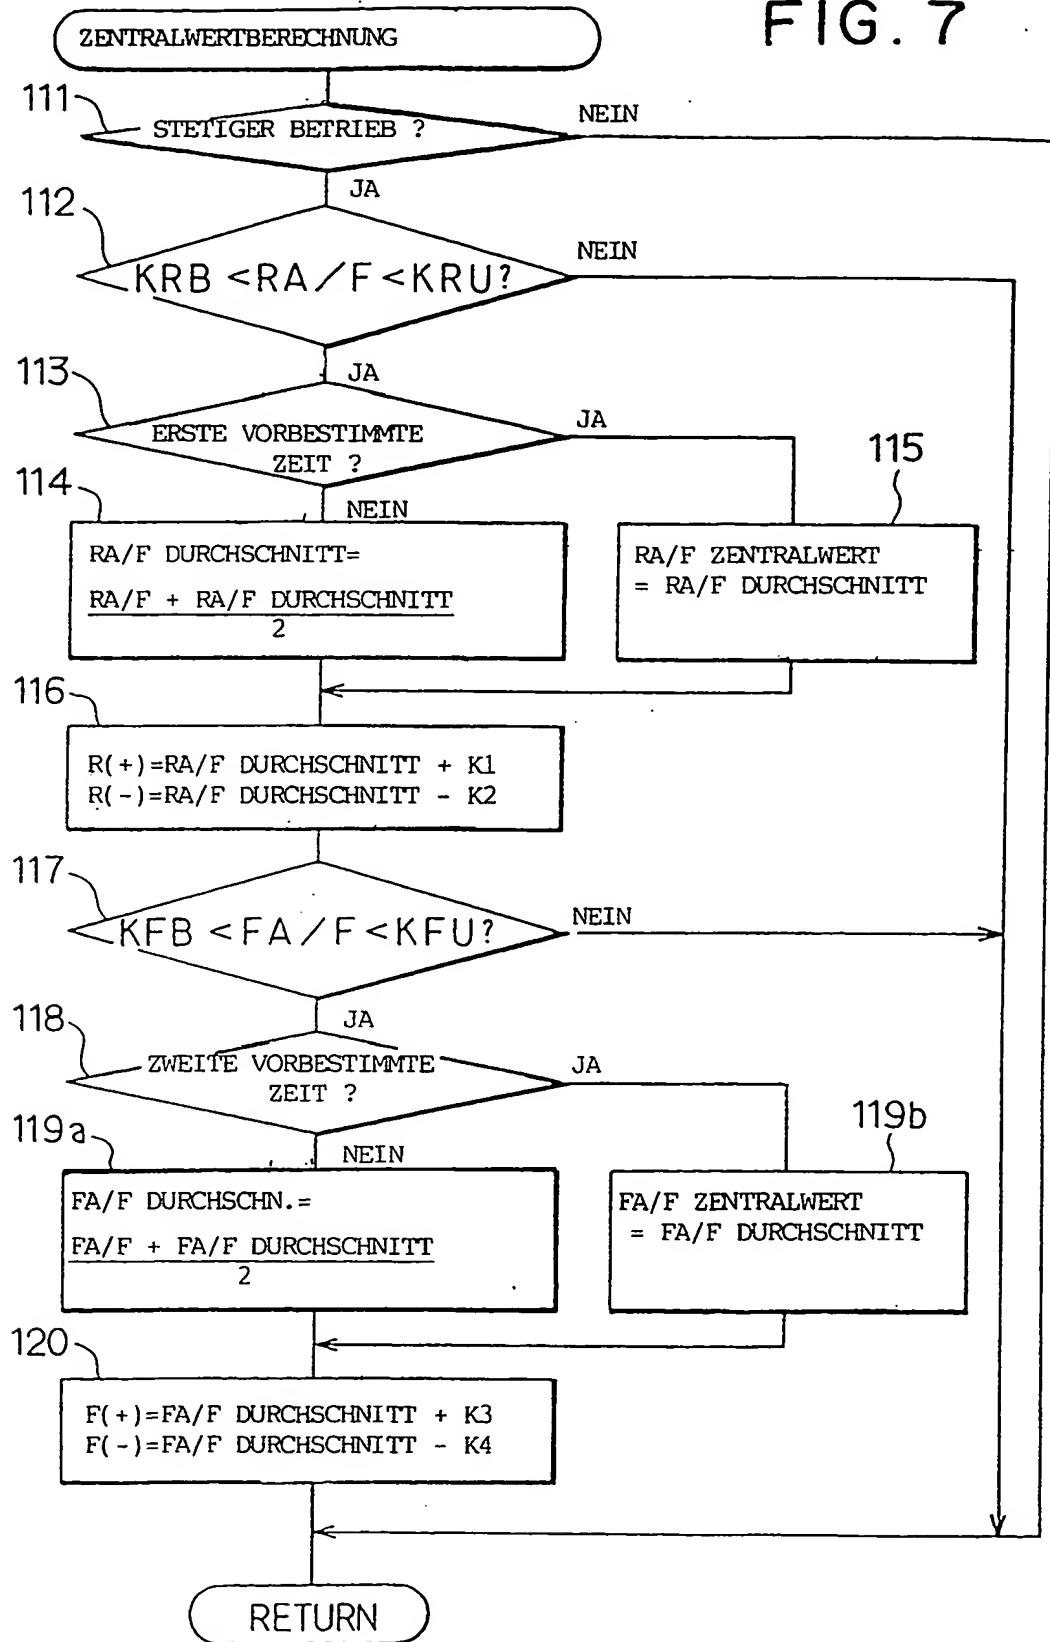 FIG. 7
ZENTRALWERTBERECHNUNG
111
STETIGER BETRIEB ?
NEIN
JA
112
KRB <RA/F <KRU?
NEIN
JA
113
ERSTE VORBESTIMMTE
ZEIT ?
JA
NEIN
114
RA/F DURCHSCHNITT=
RA/F + RA/F DURCHSCHNITT
2
115
RA/F ZENTRALWERT
= RA/F DURCHSCHNITT
116
R(+)=RA/F DURCHSCHNITT + K1
R(-)=RA/F DURCHSCHNITT - K2
117
KFB <FA/F <KFU?
NEIN
JA
118
ZWEITE VORBESTIMMTE
ZEIT ?
JA
NEIN
119a
FA/F DURCHSCHN.=
FA/F + FA/F DURCHSCHNITT
2
119b
FA/F ZENTRALWERT
= FA/F DURCHSCHNITT
120
F(+)=FA/F DURCHSCHNITT + K3
F(-)=FA/F DURCHSCHNITT - K4
RETURN